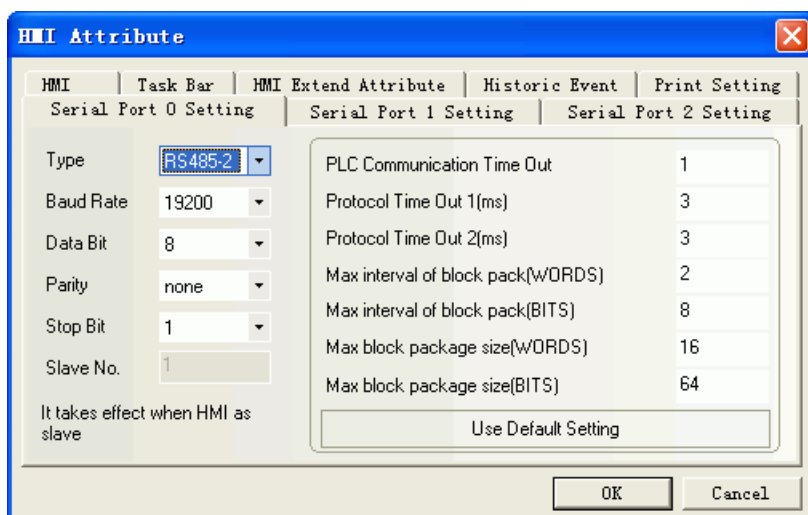 HMI Attribute
HMI Task Bar HMI Extend Attribute Historic Event Print Setting
Serial Port 0 Setting Serial Port 1 Setting Serial Port 2 Setting
Type RS485-2
Baud Rate 19200
Data Bit 8
Parity none
Stop Bit 1
Slave No. 1
It takes effect when HMI as
slave
PLC Communication Time Out 1
Protocol Time Out 1(ms) 3
Protocol Time Out 2(ms) 3
Max interval of block pack(WORDS) 2
Max interval of block pack(BITS) 8
Max block package size(WORDS) 16
Max block package size(BITS) 64
Use Default Setting
OK Cancel